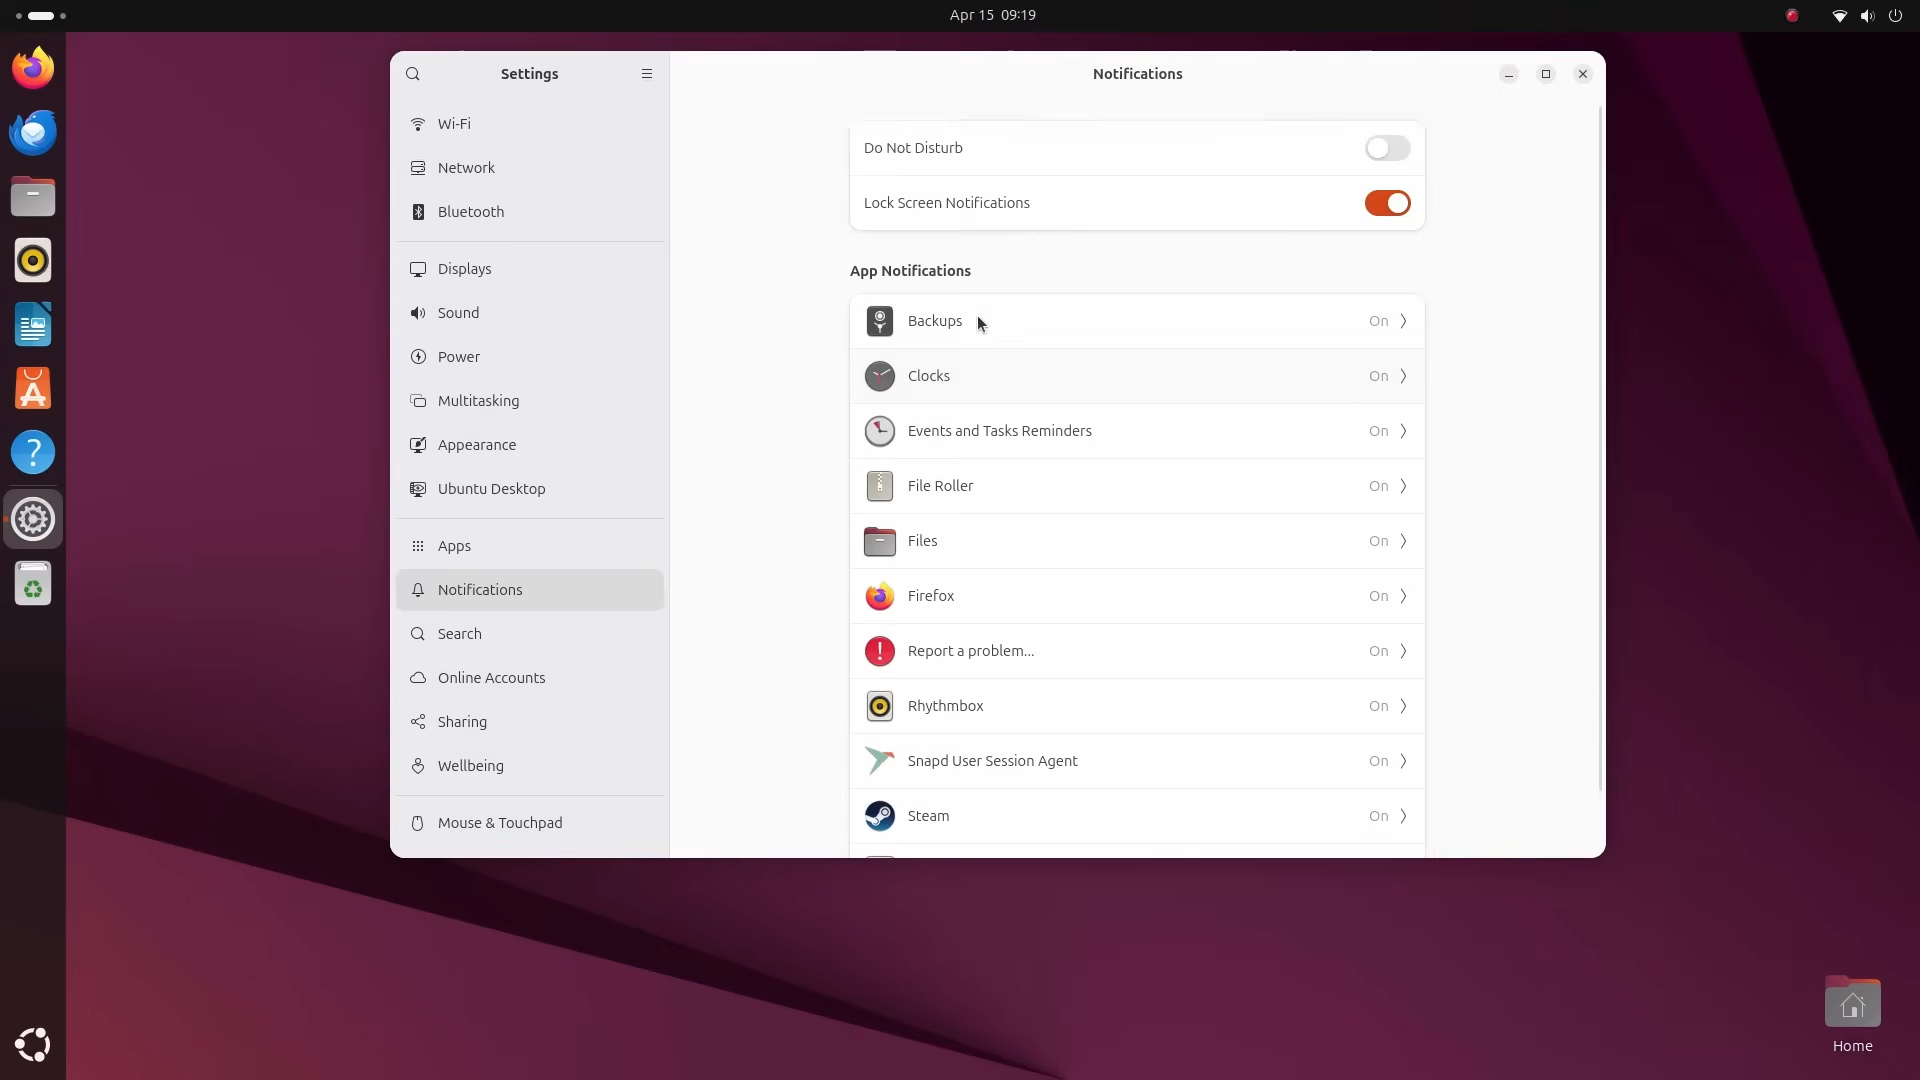 Apr 15 09:19
Settings
Wi-Fi
Network
Bluetooth
Displays
Sound
Power
Multitasking
Appearance
Ubuntu Desktop
Apps
Notifications
Search
Online Accounts
Sharing
Wellbeing
Mouse & Touchpad
Notifications
Do Not Disturb
Lock Screen Notifications
App Notifications
Backups On
Clocks On
Events and Tasks Reminders On
File Roller On
Files On
Firefox On
Report a problem... On
Rhythmbox On
Snapd User Session Agent On
Steam On
Home